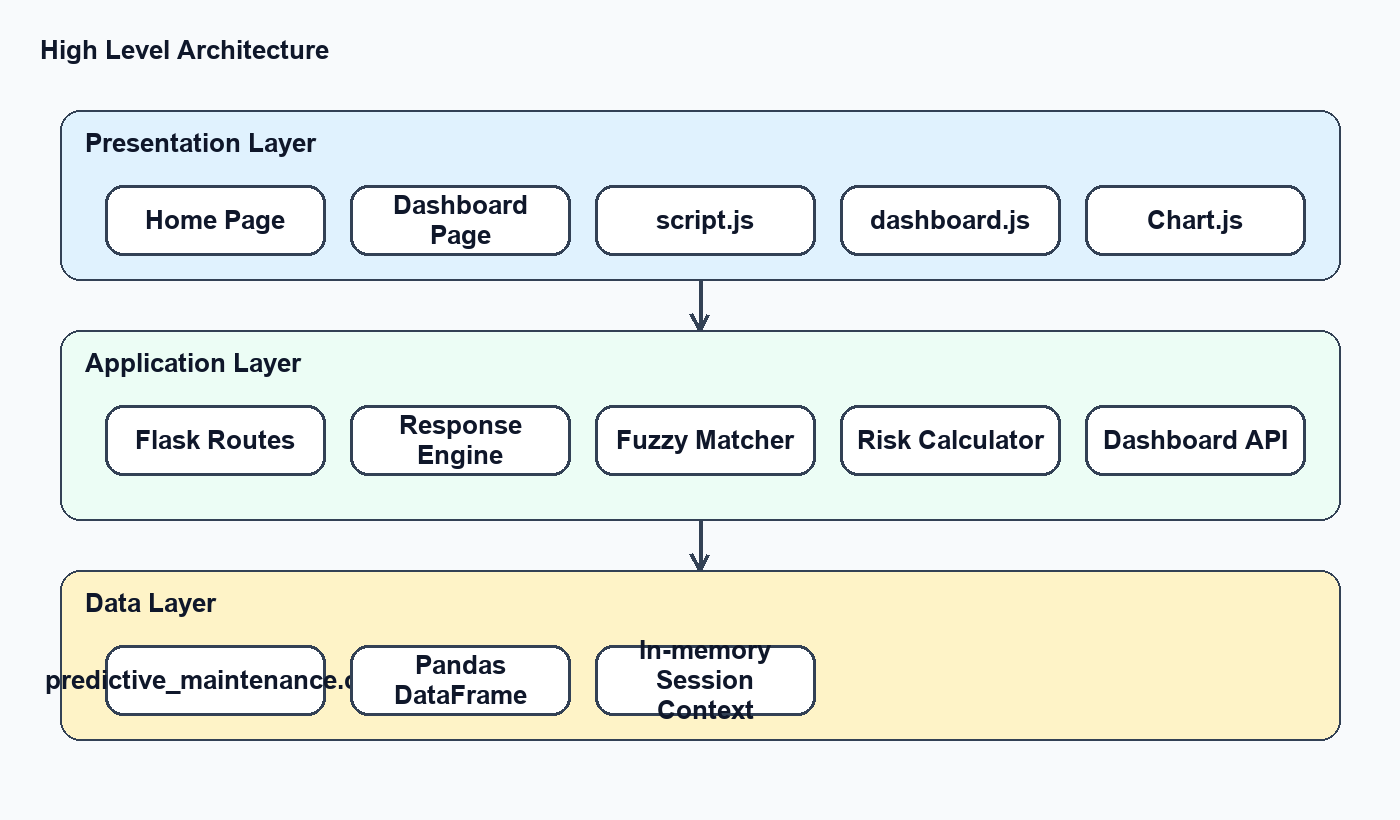 High Level Architecture
Presentation Layer
Home Page
Dashboard
Page
script.js
dashboard.js
Chart.js
Application Layer
Flask Routes
Response
Engine
Fuzzy Matcher
Risk Calculator
Dashboard API
Data Layer
predictive_maintenance.c
Pandas
DataFrame
In-memory
Session
Context